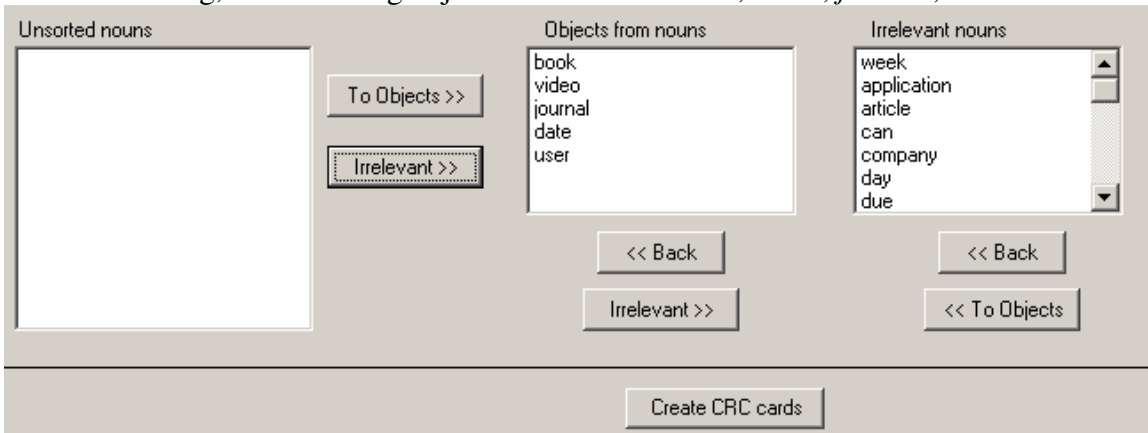 Unsorted nouns
Objects from nouns
Irrelevant nouns
To Objects >>
Irrelevant >>
book
video
journal
date
user
<< Back
Irrelevant >>
week
application
article
can
company
day
due
<< Back
<< To Objects
Create CRC cards